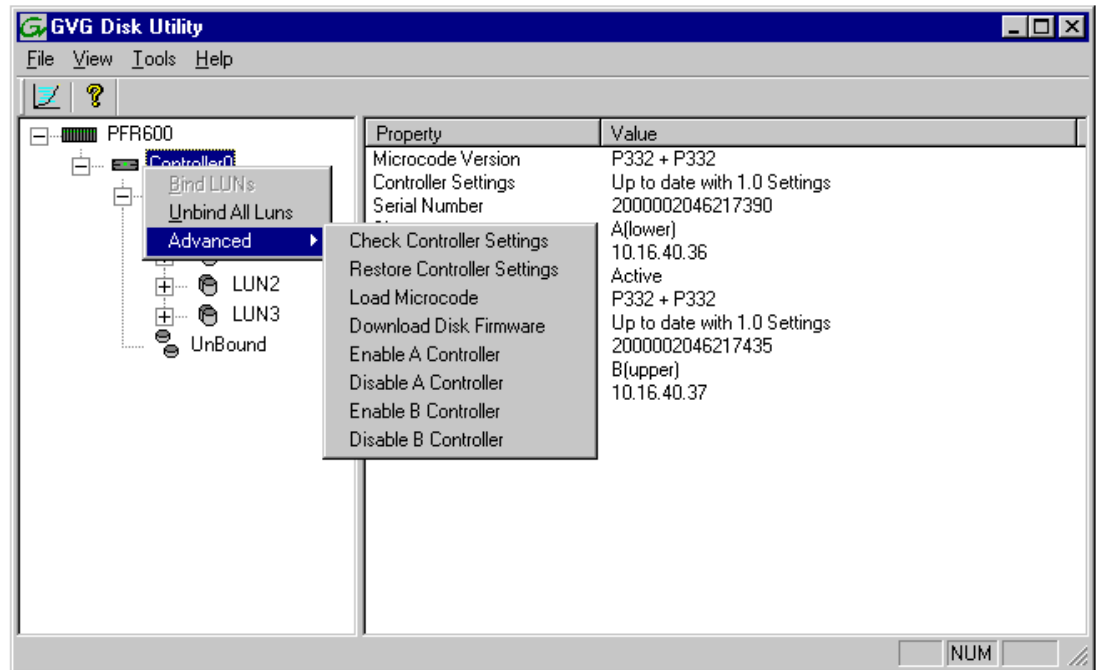 GVG Disk Utility
File View Tools Help
PFR600
Controller0
LUN2
LUN3
UnBound
Bind LUNs
Unbind All Luns
Advanced
Check Controller Settings
Restore Controller Settings
Load Microcode
Download Disk Firmware
Enable A Controller
Disable A Controller
Enable B Controller
Disable B Controller
Property Value
Microcode Version P332 + P332
Controller Settings Up to date with 1.0 Settings
Serial Number 2000002046217390
A(lower)
10.16.40.36
Active
P332 + P332
Up to date with 1.0 Settings
2000002046217435
B(upper)
10.16.40.37
NUM